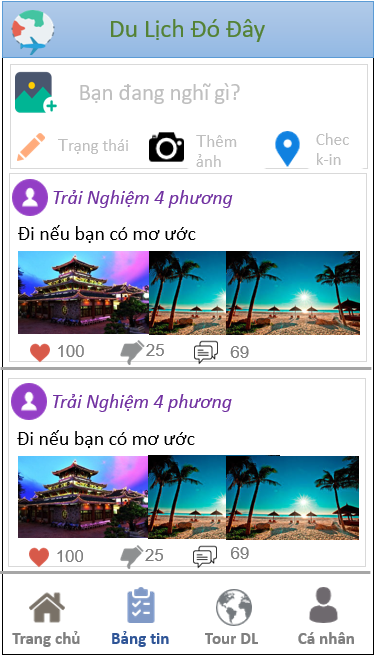 Du Lịch Đó Đây
Bạn đang nghĩ gì?
Trạng thái
Thêm
ảnh
Chec
k-in
Trải Nghiệm 4 phương
Đi nếu bạn có mơ ước
100
25
69
Trải Nghiệm 4 phương
Đi nếu bạn có mơ ước
100
25
69
Trang chủ
Bảng tin
Tour DL
Cá nhân